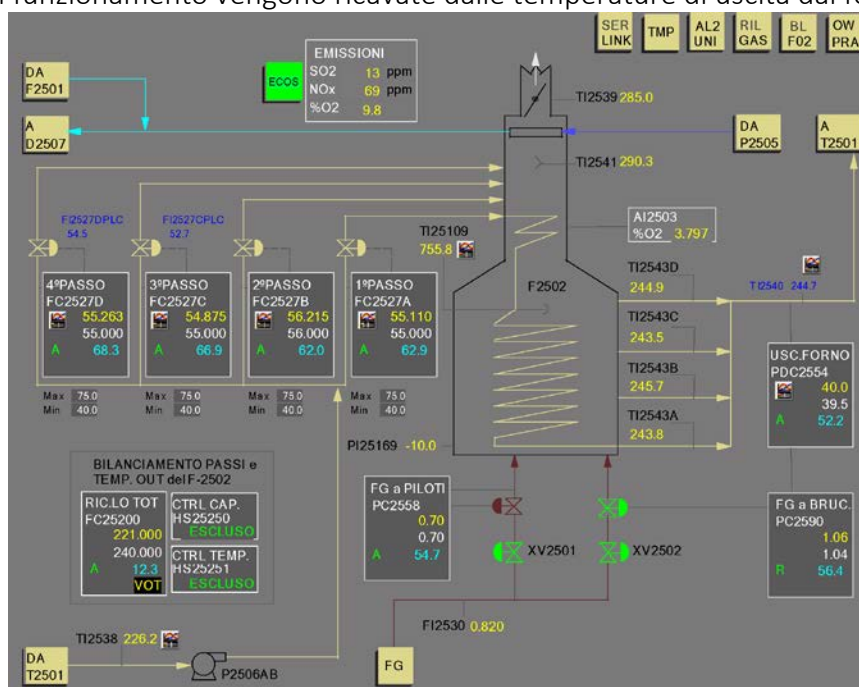 SER LINK
TMP
AL2 UNI
RIL GAS
BL F02
OW PRA
EMISSIONI
SO2 13 ppm
NOx 69 ppm
%O2 9.8
ECOS
DA F2501
A D2507
TI2539 285.0
DA P2505
A T2501
TI2541 290.3
FI2527DPLC
54.5
FI2527CPLC
52.7
TI25109
755.8
AI2503
%O2 3.797
4ºPASSO
FC2527D
55.263
55.000
A 68.3
3ºPASSO
FC2527C
54.875
55.000
A 66.9
2ºPASSO
FC2527B
56.215
56.000
A 62.0
1ºPASSO
FC2527A
55.110
55.000
A 62.9
F2502
TI2543D
244.9
TI2540 244.7
TI2543C
243.5
TI2543B
245.7
TI2543A
243.8
USC.FORNO
PDC2554
40.0
39.5
A 52.2
Max 75.0
Min 40.0
Max 75.0
Min 40.0
Max 75.0
Min 40.0
Max 75.0
Min 40.0
PI25169 -10.0
BILANCIAMENTO PASSI e
TEMP. OUT del F-2502
RIC.LO TOT
FC25200
221.000
240.000
A 12.3
VOT
CTRL CAP.
HS25250
ESCLUSO
CTRL TEMP.
HS25251
ESCLUSO
FG a PILOTI
PC2558
0.70
0.70
A 54.7
XV2501
XV2502
FG a BRUC.
PC2590
1.06
1.04
R 56.4
FI2530 0.820
TI2538 226.2
DA T2501
P2506AB
FG